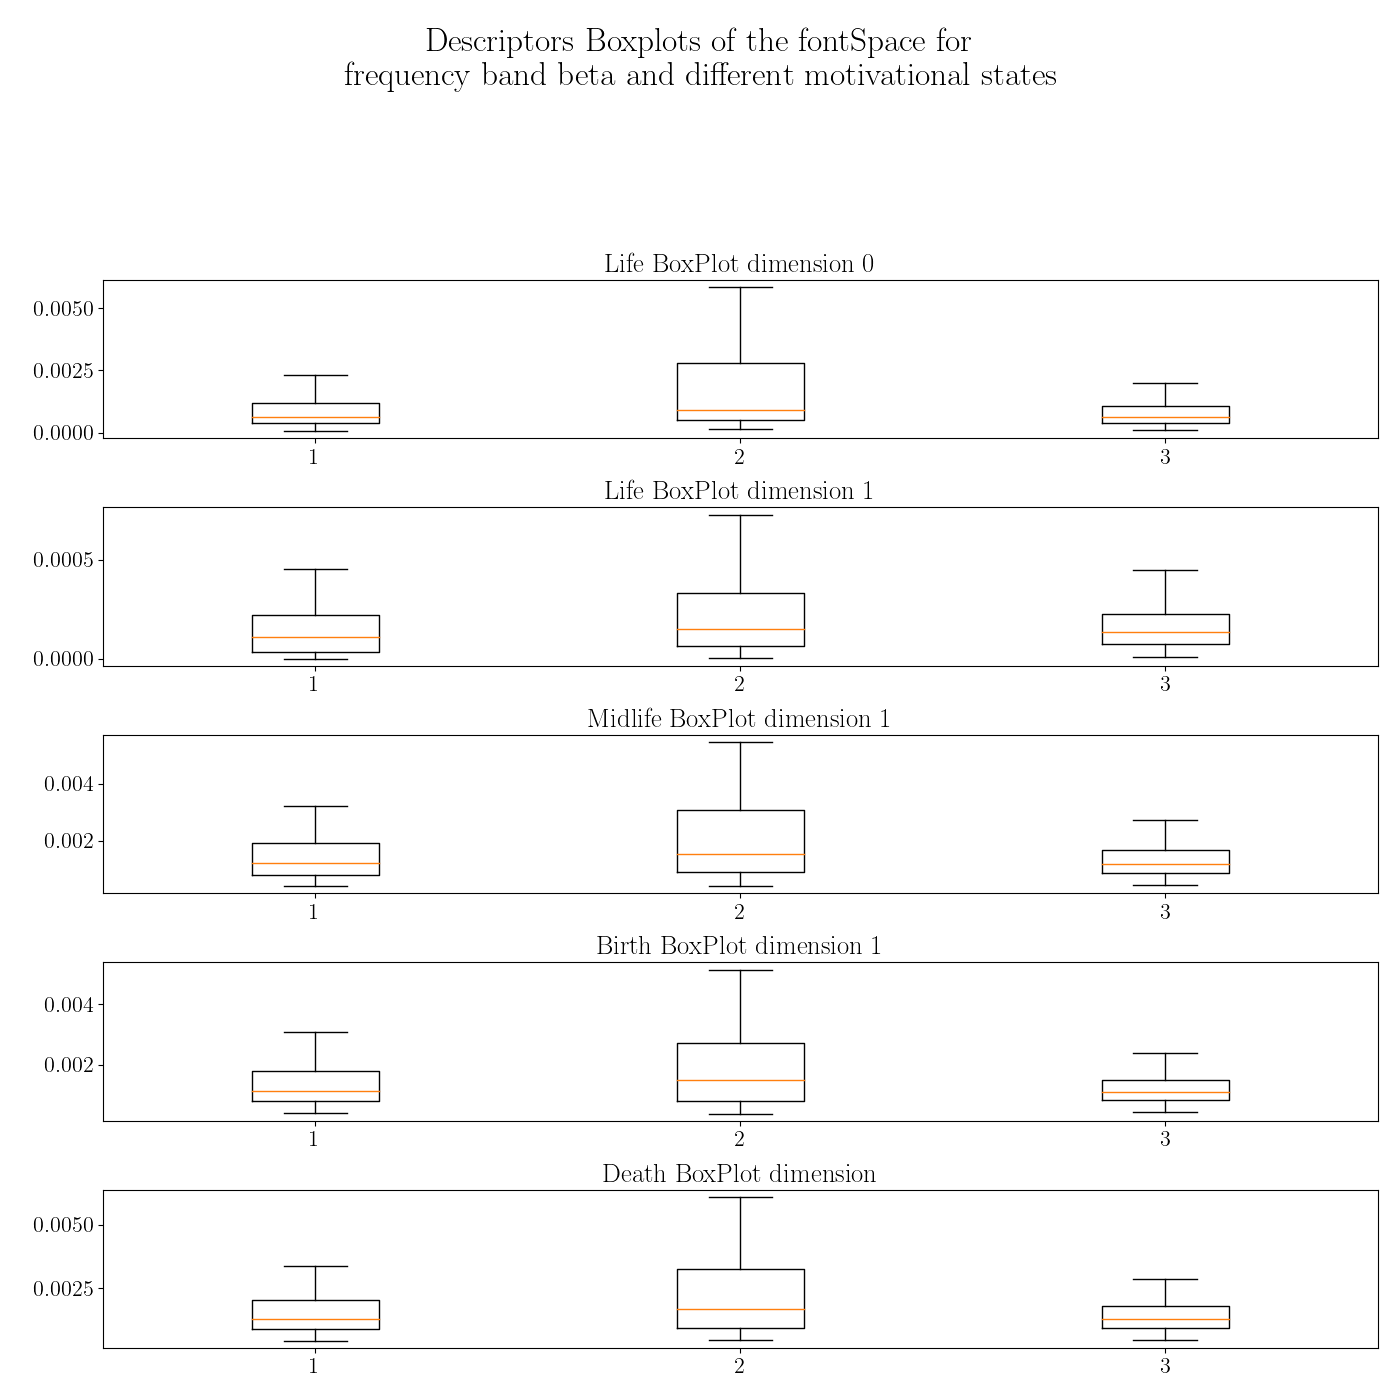 Descriptors Boxplots of the fontSpace for
frequency band beta and different motivational states
Life BoxPlot dimension 0
0.0050
0.0025
0.0000
1 2 3
Life BoxPlot dimension 1
0.0005
0.0000
1 2 3
Midlife BoxPlot dimension 1
0.004
0.002
1 2 3
Birth BoxPlot dimension 1
0.004
0.002
1 2 3
Death BoxPlot dimension
0.0050
0.0025
1 2 3